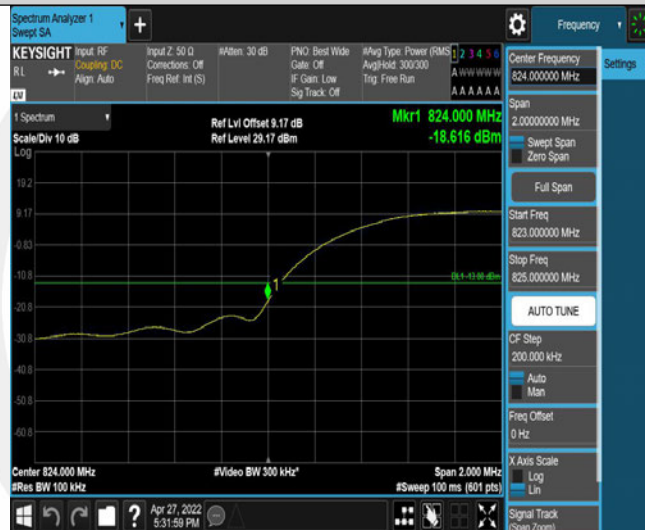 Spectrum Analyzer 1
Swept SA
+
Frequency
KEYSIGHT
RL
Input: RF
Coupling: DC
Align: Auto
Input Z: 50 Ω
Corrections: Off
Freq Ref: Int (S)
#Atten: 30 dB
PNO: Best Wide
Gate: Off
IF Gain: Low
Sig Track: Off
#Avg Type: Power (RMS
Avg|Hold: 300/300
Trig: Free Run
1 2 3 4 5 6
A W W W W W
A A A A A A
Settings
1 Spectrum
Scale/Div 10 dB
Log
Ref Lvl Offset 9.17 dB
Ref Level 29.17 dBm
Mkr1 824.000 MHz
-18.616 dBm
19.2
9.17
-0.83
-10.8
-20.8
-30.8
-40.8
-50.8
-60.8
1
DL1 -13.00 dBm
Center 824.000 MHz
#Res BW 100 kHz
#Video BW 300 kHz*
Span 2.000 MHz
#Sweep 100 ms (601 pts)
Center Frequency
824.000000 MHz
Span
2.00000000 MHz
Swept Span
Zero Span
Full Span
Start Freq
823.000000 MHz
Stop Freq
825.000000 MHz
AUTO TUNE
CF Step
200.000 kHz
Auto
Man
Freq Offset
0 Hz
X Axis Scale
Log
Lin
Signal Track
(Span Zoom)
?
Apr 27, 2022
5:31:59 PM